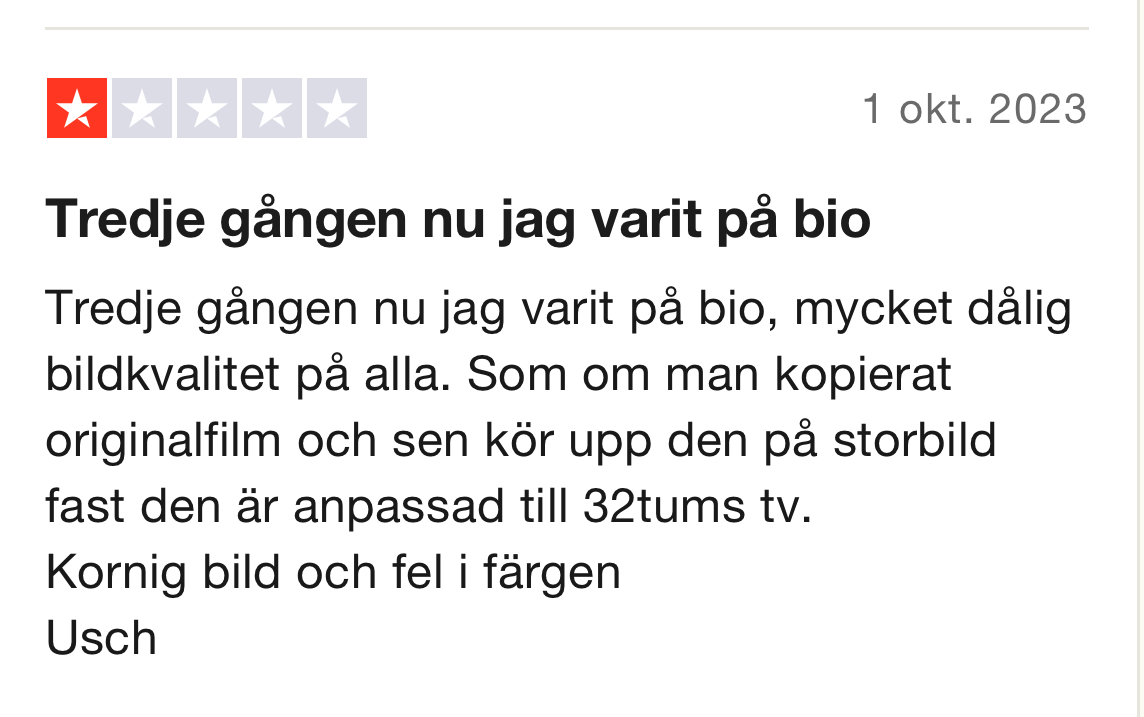 1 okt. 2023
Tredje gången nu jag varit på bio
Tredje gången nu jag varit på bio, mycket dålig
bildkvalitet på alla. Som om man kopierat
originalfilm och sen kör upp den på storbild
fast den är anpassad till 32tums tv.
Kornig bild och fel i färgen
Usch